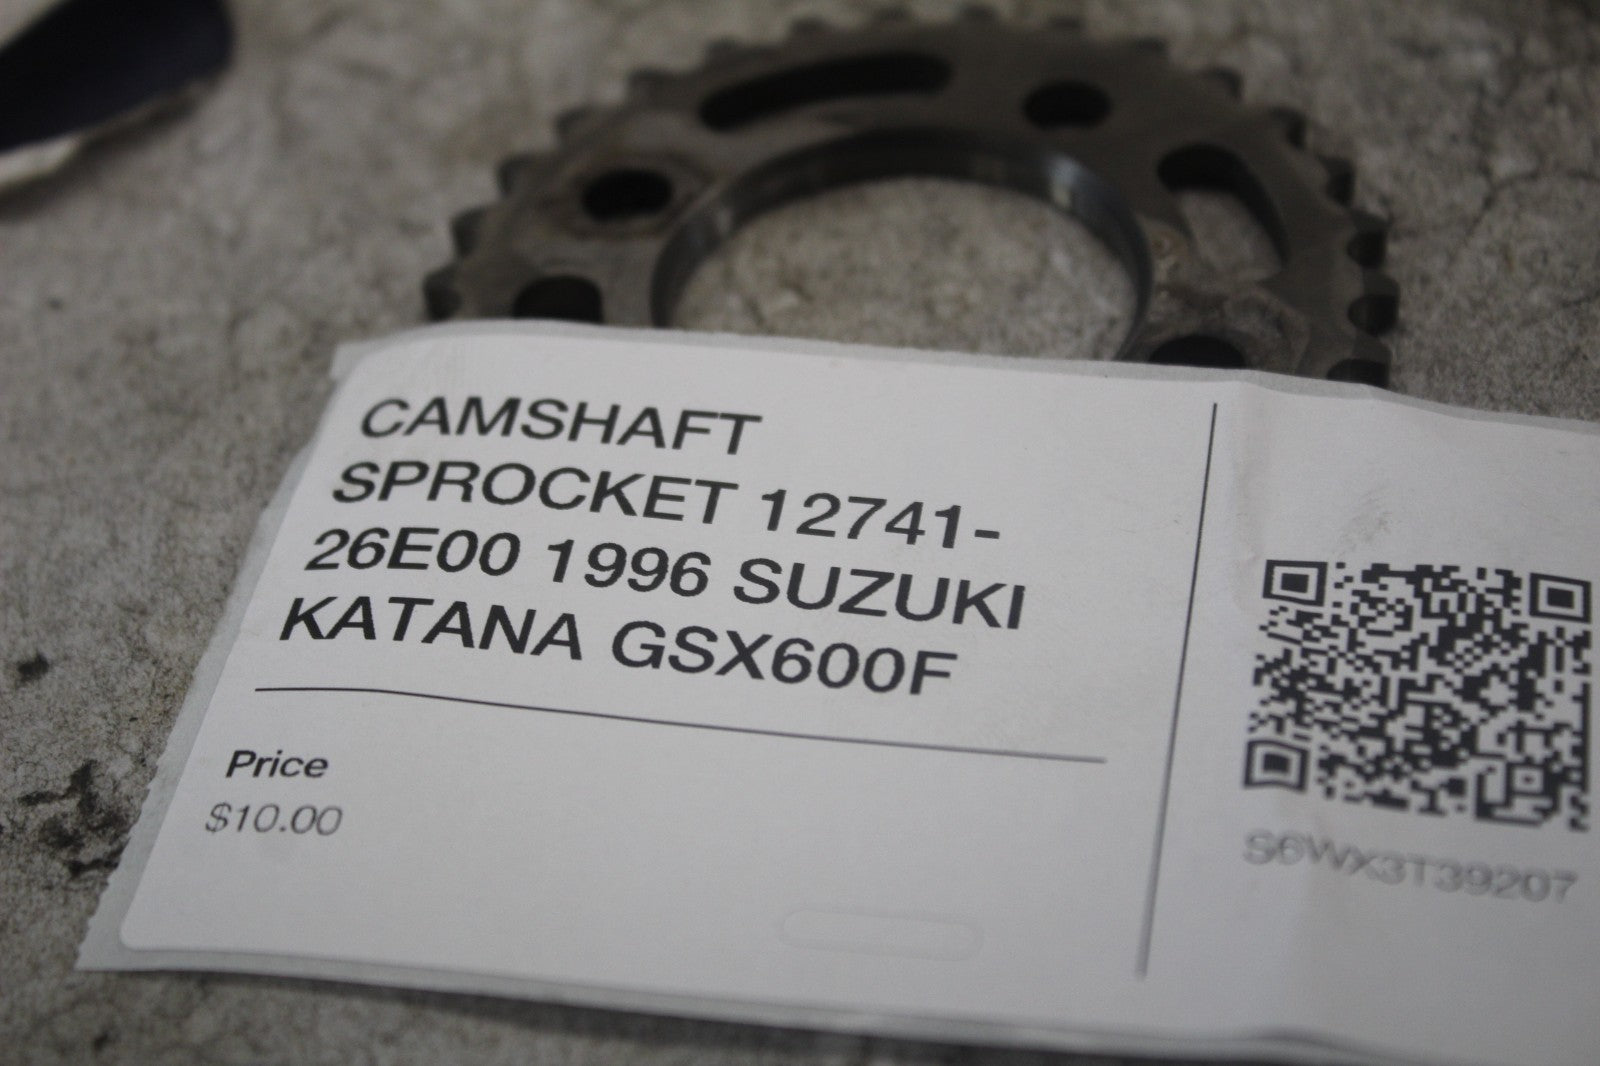 CAMSHAFT
SPROCKET 12741-
26E00 1996 SUZUKI
KATANA GSX600F
Price
$10.00
S6WX3T39207